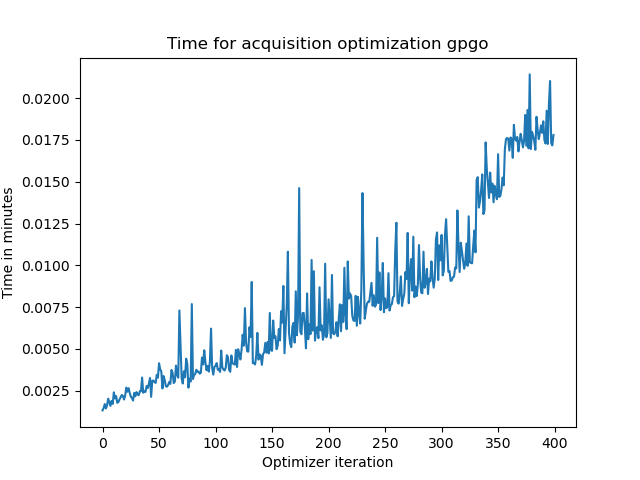 Time for acquisition optimization gpgo
0.0200
0.0175
0.0150
0.0125
0.0100
0.0075
0.0050
0.0025
Time in minutes
0 50 100 150 200 250 300 350 400
Optimizer iteration